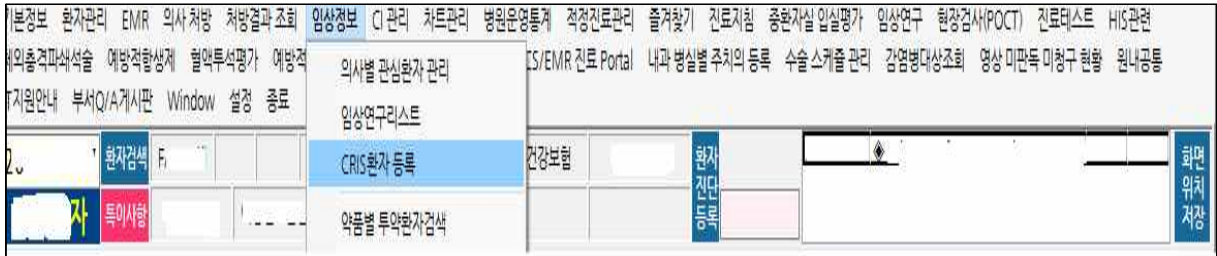 기본정보 환자관리 EMR 의사 처방 처방결과 조회 임상정보 CI 관리 차트관리 병원운영통계 적정진료관리 즐겨찾기 진료지침 중환자실 입실평가 임상연구 현장검사(POCT) 진료테스트 HIS관련
체외충격파쇄석술 예방적항생제 혈액투석평가 예방적 CS/EMR 진료 Portal 내과 병실별 주치의 등록 수술 스케쥴 관리 감염병대상조회 영상 미판독 미청구 현황 원내공통
IT지원안내 부서Q/A게시판 Window 설정 종료
의사별 관심환자 관리
임상연구리스트
CRIS환자 등록
약품별 투약환자검색
환자검색
건강보험
환자
진단
등록
화면
위치
저장
자
특이사항